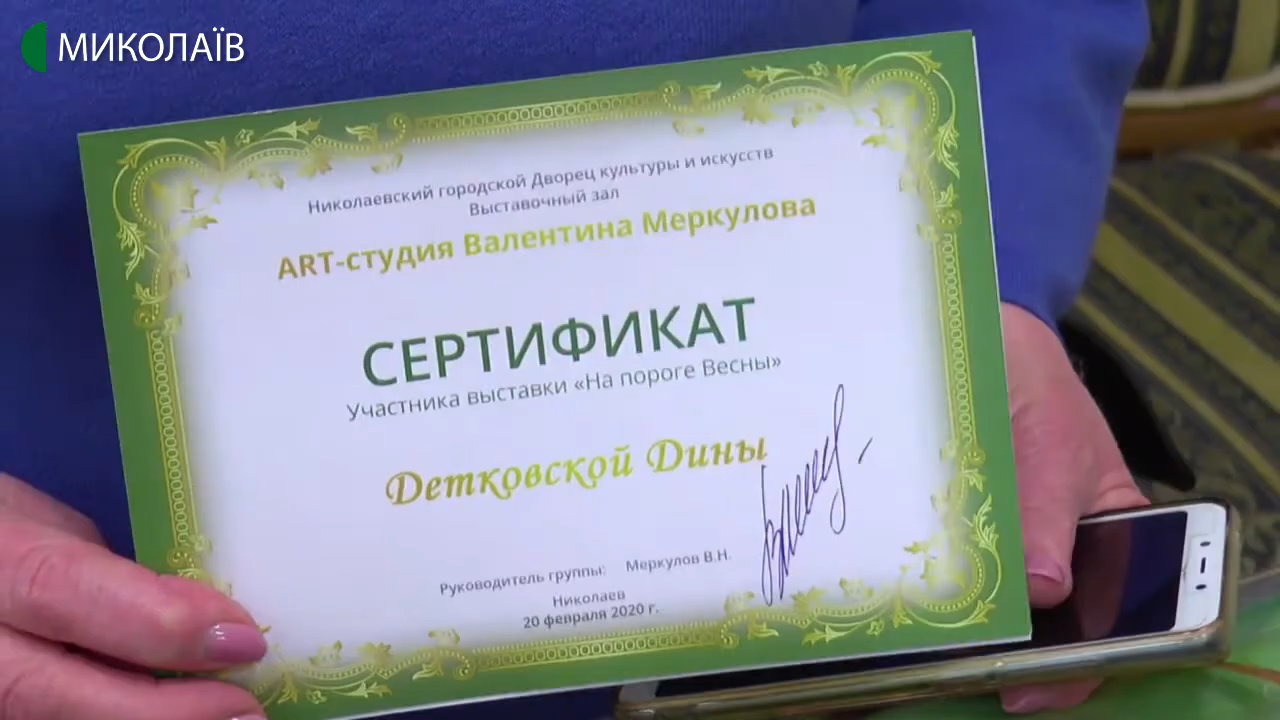 МИКОЛАЇВ
Николаевский городской Дворец культуры и искусств
Выставочный зал
ART-студия Валентина Меркулова
СЕРТИФИКАТ
Участника выставки «На пороге Весны»
Детковской Дины
Руководитель группы: Меркулов В.Н.
Николаев
20 февраля 2020 г.